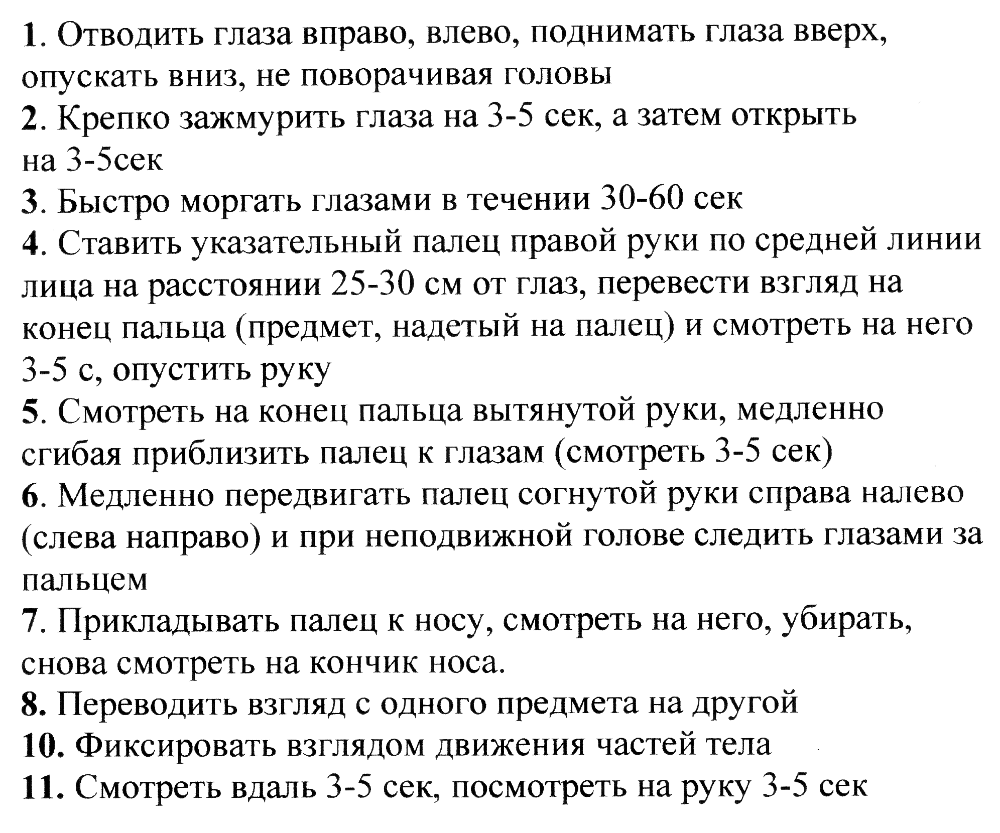 1. Отводить глаза вправо, влево, поднимать глаза вверх,
опускать вниз, не поворачивая головы
2. Крепко зажмурить глаза на 3-5 сек, а затем открыть
на 3-5сек
3. Быстро моргать глазами в течении 30-60 сек
4. Ставить указательный палец правой руки по средней линии
лица на расстоянии 25-30 см от глаз, перевести взгляд на
конец пальца (предмет, надетый на палец) и смотреть на него
3-5 с, опустить руку
5. Смотреть на конец пальца вытянутой руки, медленно
сгибая приблизить палец к глазам (смотреть 3-5 сек)
6. Медленно передвигать палец согнутой руки справа налево
(слева направо) и при неподвижной голове следить глазами за
пальцем
7. Прикладывать палец к носу, смотреть на него, убирать,
снова смотреть на кончик носа.
8. Переводить взгляд с одного предмета на другой
10. Фиксировать взглядом движения частей тела
11. Смотреть вдаль 3-5 сек, посмотреть на руку 3-5 сек